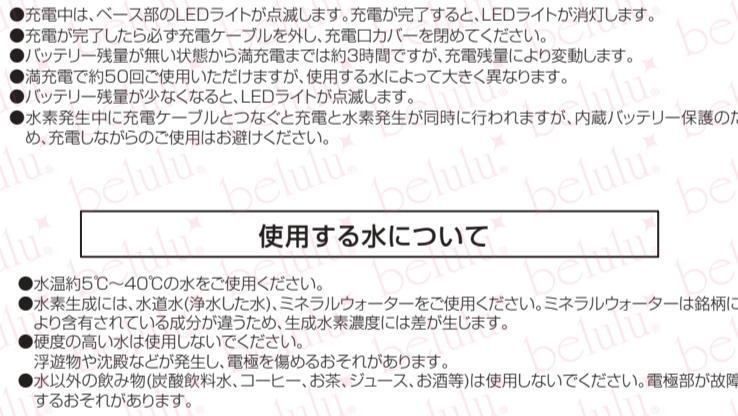 ●充電中は、ベース部のLEDライトが点滅します。充電が完了すると、LEDライトが消灯します。
●充電が完了したら必ず充電ケーブルを外し、充電口カバーを閉めてください。
●バッテリー残量が無い状態から満充電までは約3時間ですが、充電残量により変動します。
●満充電で約50回ご使用いただけますが、使用する水によって大きく異なります。
●バッテリー残量が少なくなると、LEDライトが点滅します。
●水素発生中に充電ケーブルとつなぐと充電と水素発生が同時に行われますが、内蔵バッテリー保護のた
め、充電しながらのご使用はお避けください。
使用する水について
●水温約5℃〜40℃の水をご使用ください。
●水素生成には、水道水(浄水した水)、ミネラルウォーターをご使用ください。ミネラルウォーターは銘柄に
より含有されている成分が違うため、生成水素濃度には差が生じます。
●硬度の高い水は使用しないでください。
浮遊物や沈殿などが発生し、電極を傷めるおそれがあります。
●水以外の飲み物(炭酸飲料水、コーヒー、お茶、ジュース、お酒等)は使用しないでください。電極部が故障
するおそれがあります。